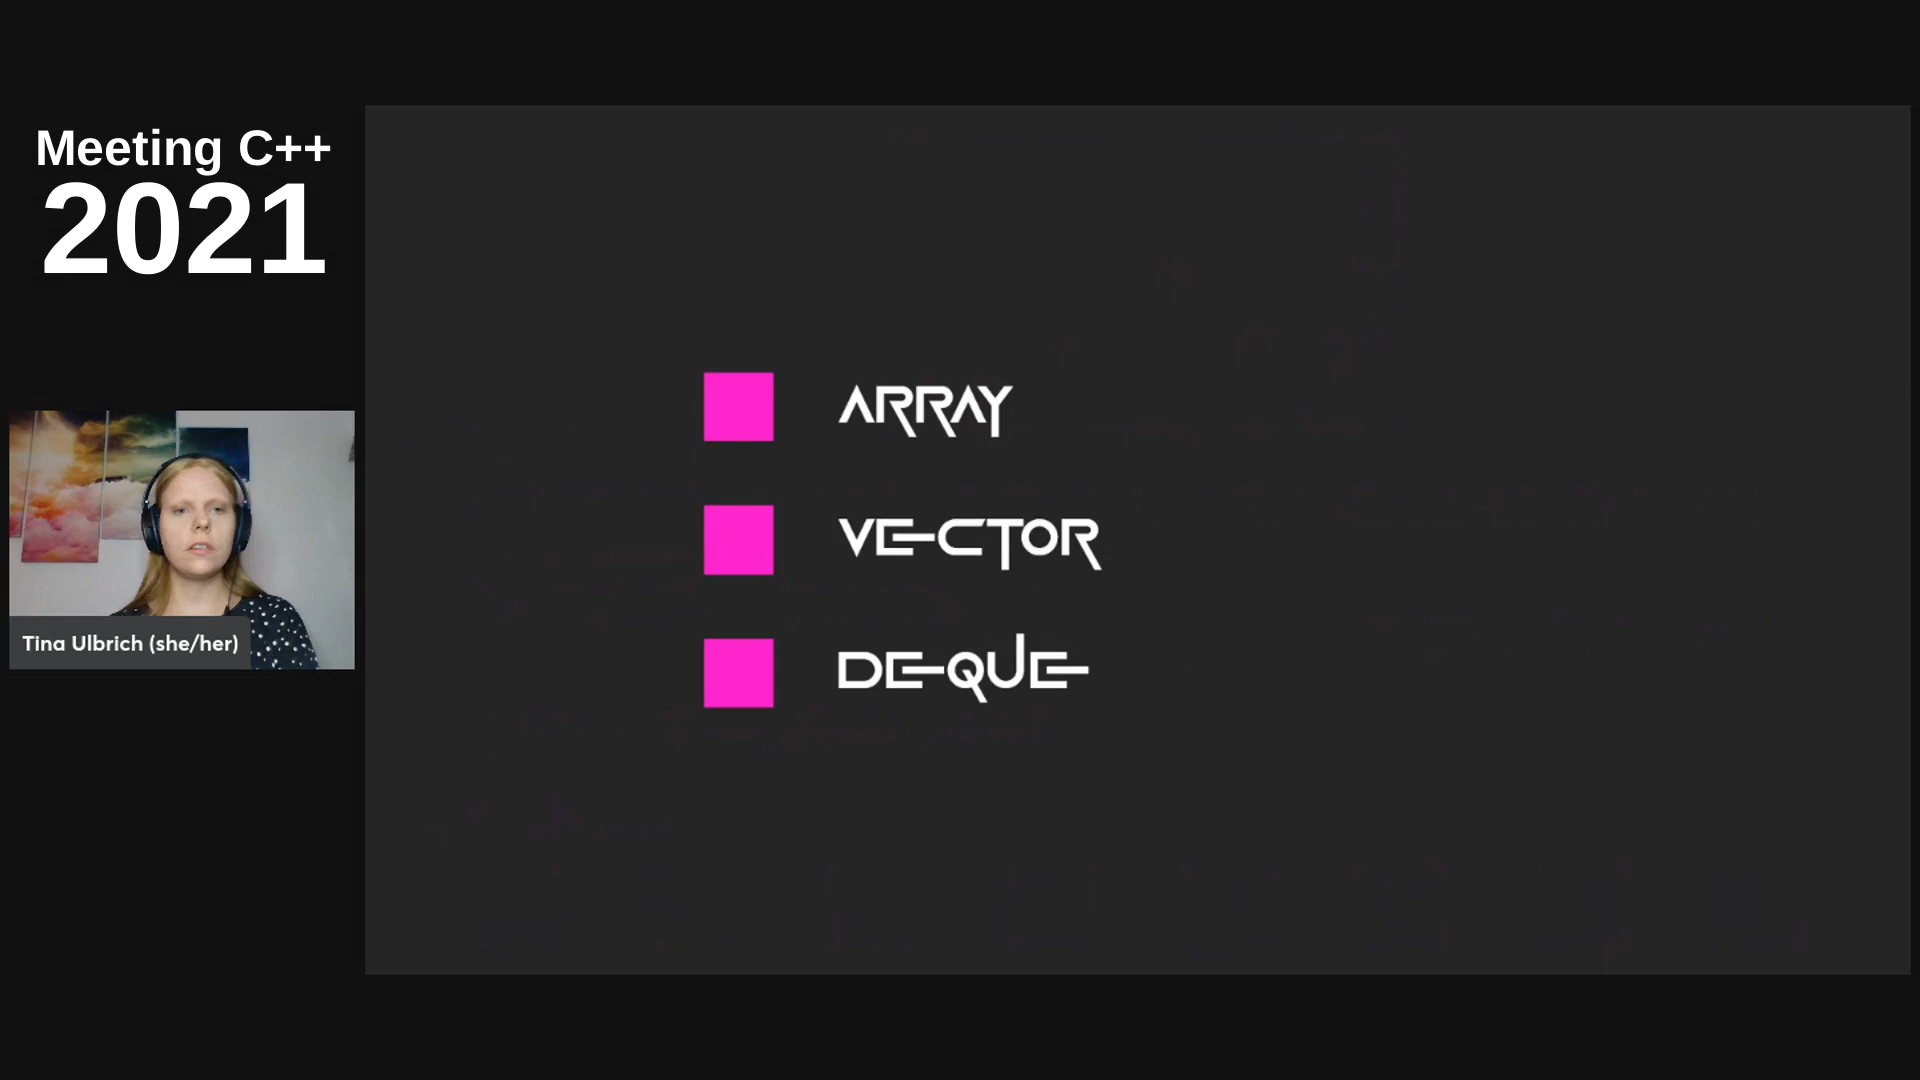 Meeting C++
2021
ARRAY
VECTOR
DEQUE
Tina Ulbrich (she/her)